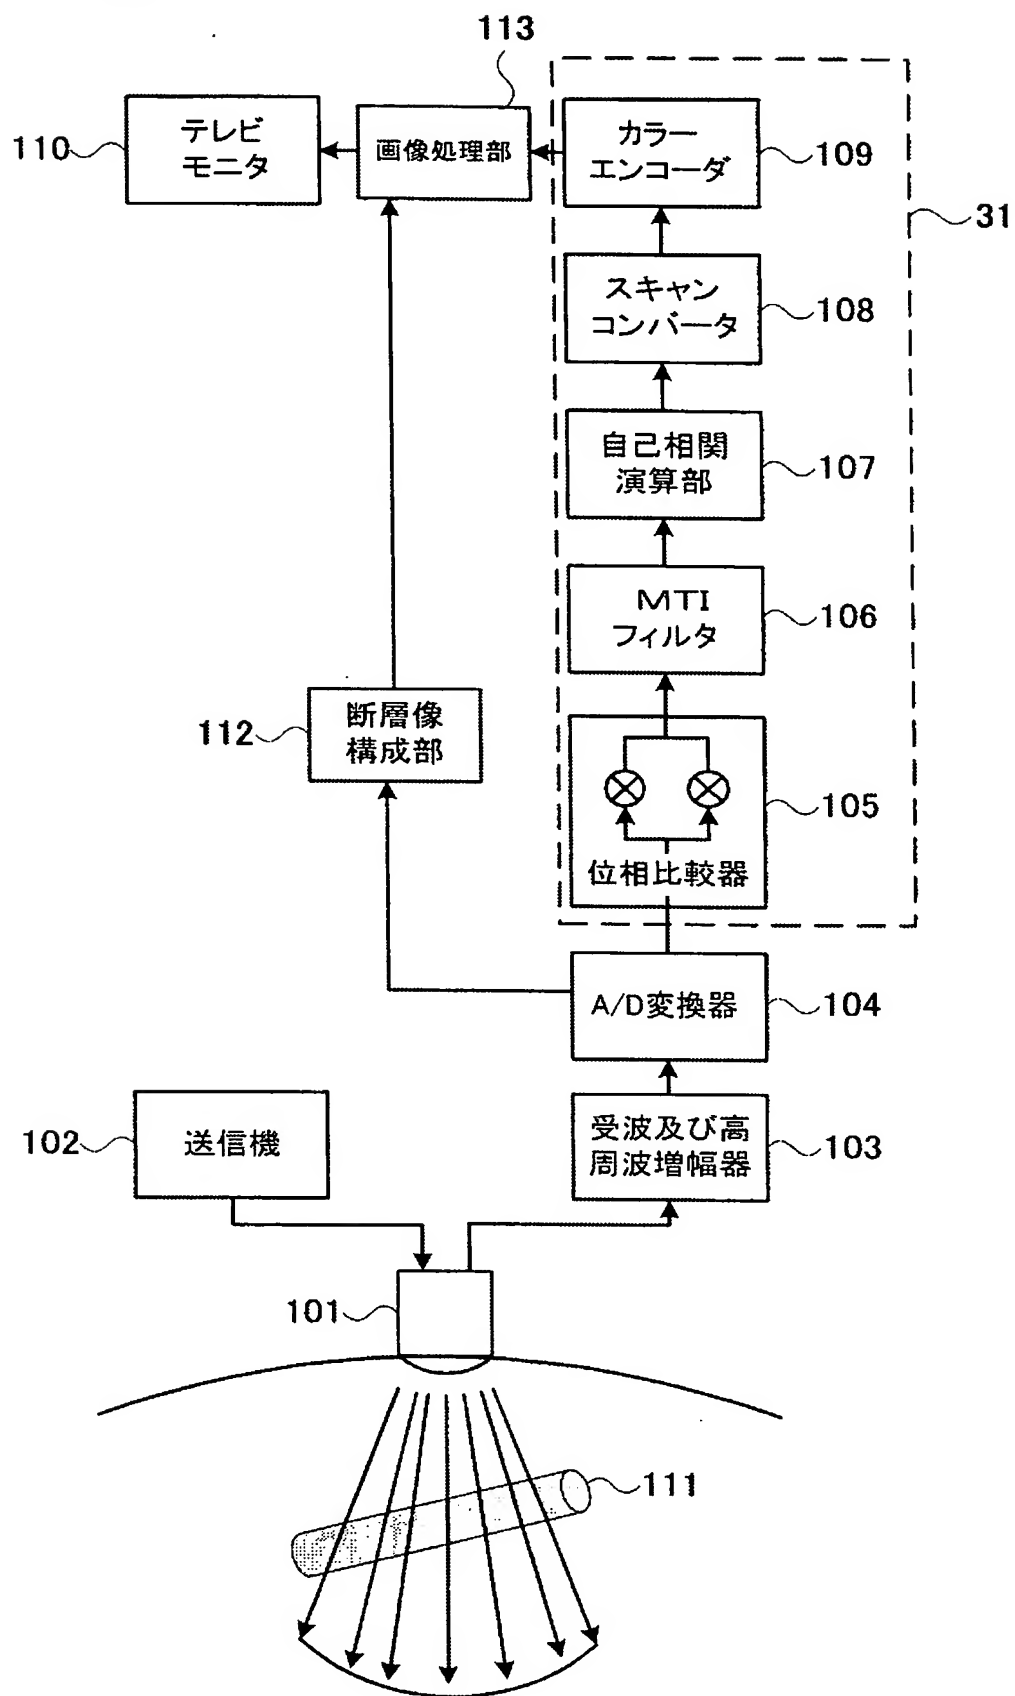 113
110
テレビ
モニタ
画像処理部
カラー
エンコーダ
109
31
スキャン
コンバータ
108
自己相関
演算部
107
MTI
フィルタ
106
112
断層像
構成部
105
位相比較器
A/D変換器
104
102
送信機
受波及び高
周波増幅器
103
101
111